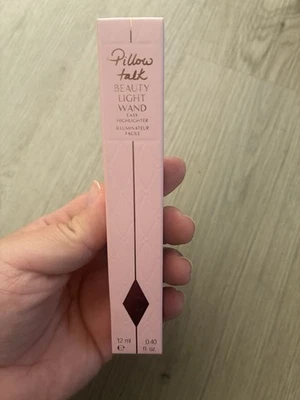 Pillow
talk
BEAUTY
LIGHT
WAND
EASY
HIGHLIGHTER
ILLUMINATEUR
FACILE
12 ml 0.40
e fl. oz.